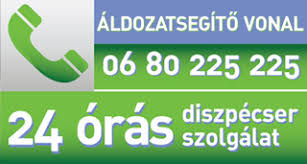 ÁLDOZATSEGÍTŐ VONAL
06 80 225 225
24 órás diszpécser
szolgálat